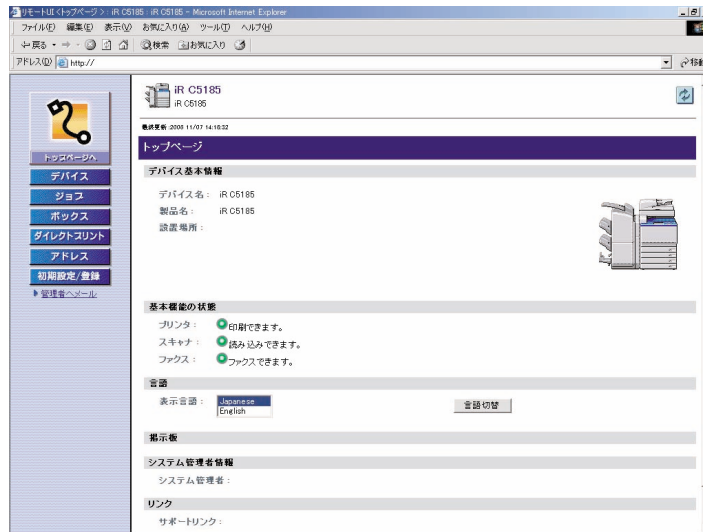 リモートUI <トップページ> : iR C5185 : iR C5185 - Microsoft Internet Explorer
ファイル(F) 編集(E) 表示(V) お気に入り(A) ツール(T) ヘルプ(H)
戻る 検索 お気に入り
アドレス(D) http:// 移動
iR C5185
iR C5185
最終更新 :2006 11/07 14:18:32
トップページへ
トップページ
デバイス
ジョブ
ボックス
ダイレクトプリント
アドレス
初期設定/登録
管理者へメール
デバイス基本情報
デバイス名 : iR C5185
製品名 : iR C5185
設置場所 :
基本機能の状態
プリンタ : 印刷できます。
スキャナ : 読み込みできます。
ファクス : ファクスできます。
言語
表示言語 : Japanese
English
言語切替
掲示板
システム管理者情報
システム管理者 :
リンク
サポートリンク :